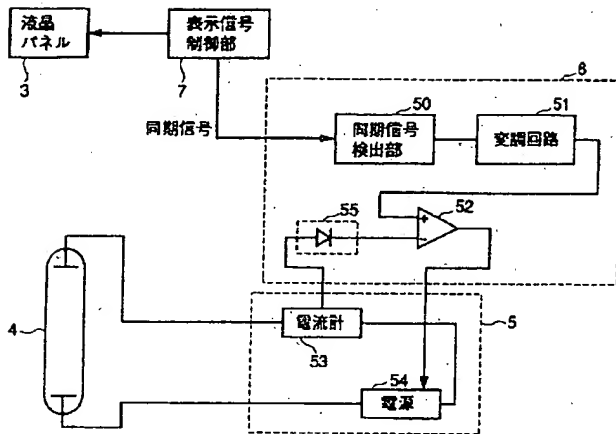 液晶
パネル
3
表示信号
制御部
7
同期信号
6
50
同期信号
検出部
51
変調回路
55
+
-
52
4
電流計
53
5
54
電源